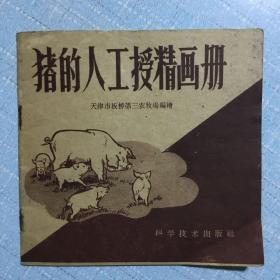 猪的人工授精画册
天津市板桥第三农牧场编绘
科学技术出版社